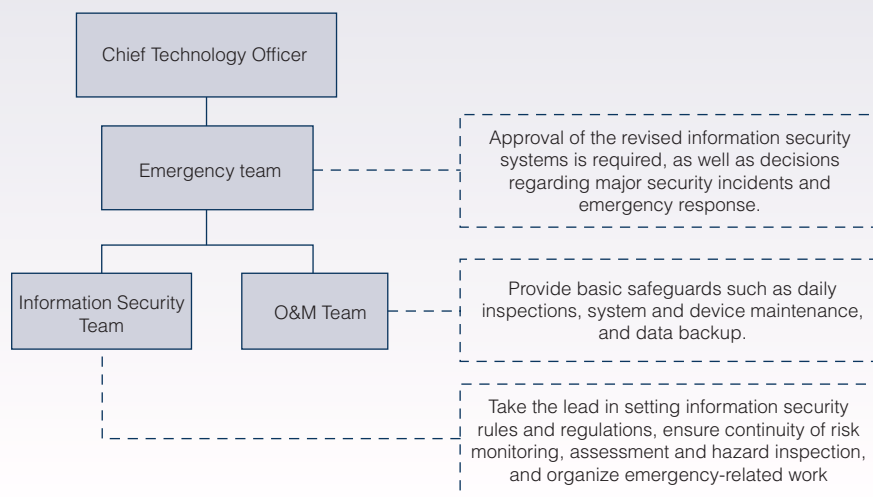 Chief Technology Officer
Emergency team
Approval of the revised information security
systems is required, as well as decisions
regarding major security incidents and
emergency response.
Information Security
Team
O&M Team
Provide basic safeguards such as daily
inspections, system and device maintenance,
and data backup.
Take the lead in setting information security
rules and regulations, ensure continuity of risk
monitoring, assessment and hazard inspection,
and organize emergency-related work